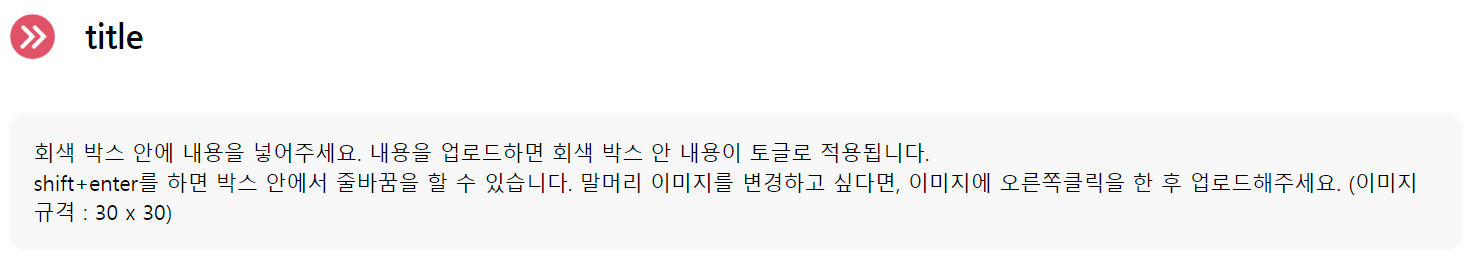 title
회색 박스 안에 내용을 넣어주세요. 내용을 업로드하면 회색 박스 안 내용이 토글로 적용됩니다.
shift+enter를 하면 박스 안에서 줄바꿈을 할 수 있습니다. 말머리 이미지를 변경하고 싶다면, 이미지에 오른쪽클릭을 한 후 업로드해주세요. (이미지
규격 : 30 x 30)